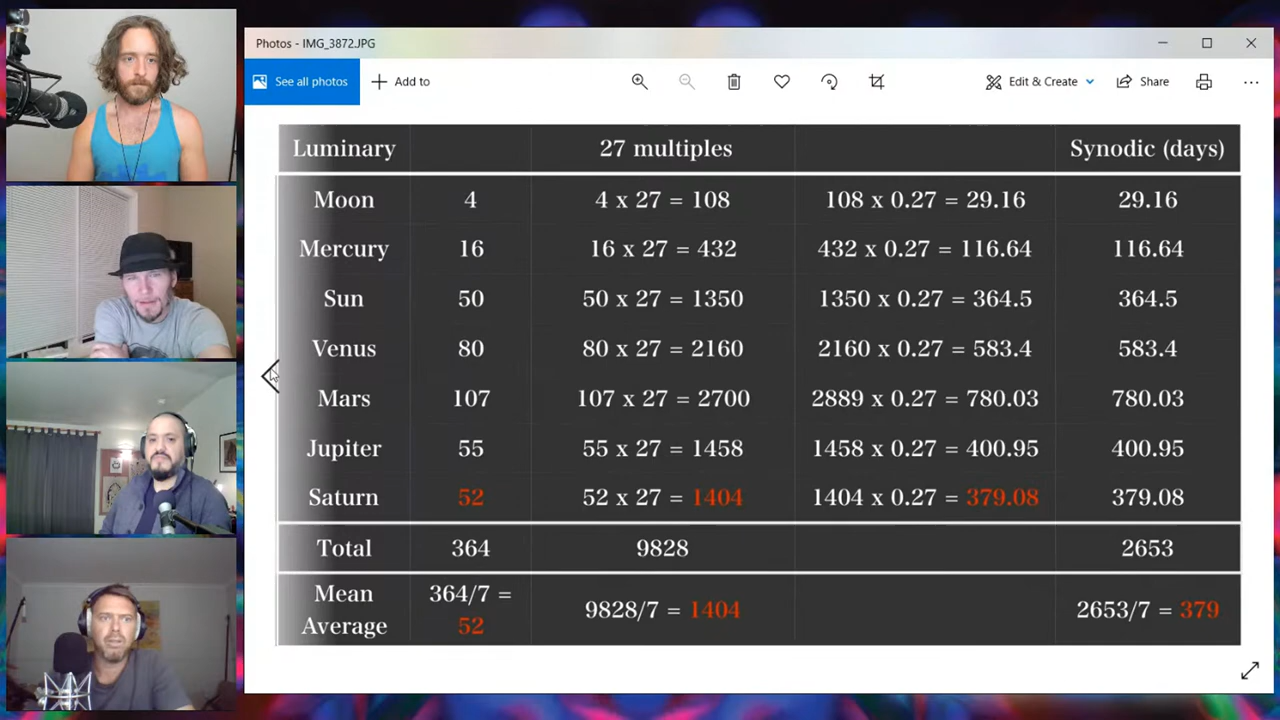 Photos - IMG_3872.JPG
See all photos + Add to Edit & Create Share
Luminary 27 multiples Synodic (days)
Moon 4 4 x 27 = 108 108 x 0.27 = 29.16 29.16
Mercury 16 16 x 27 = 432 432 x 0.27 = 116.64 116.64
Sun 50 50 x 27 = 1350 1350 x 0.27 = 364.5 364.5
Venus 80 80 x 27 = 2160 2160 x 0.27 = 583.4 583.4
Mars 107 107 x 27 = 2700 2889 x 0.27 = 780.03 780.03
Jupiter 55 55 x 27 = 1458 1458 x 0.27 = 400.95 400.95
Saturn 52 52 x 27 = 1404 1404 x 0.27 = 379.08 379.08
Total 364 9828 2653
Mean Average 364/7 = 52 9828/7 = 1404 2653/7 = 379